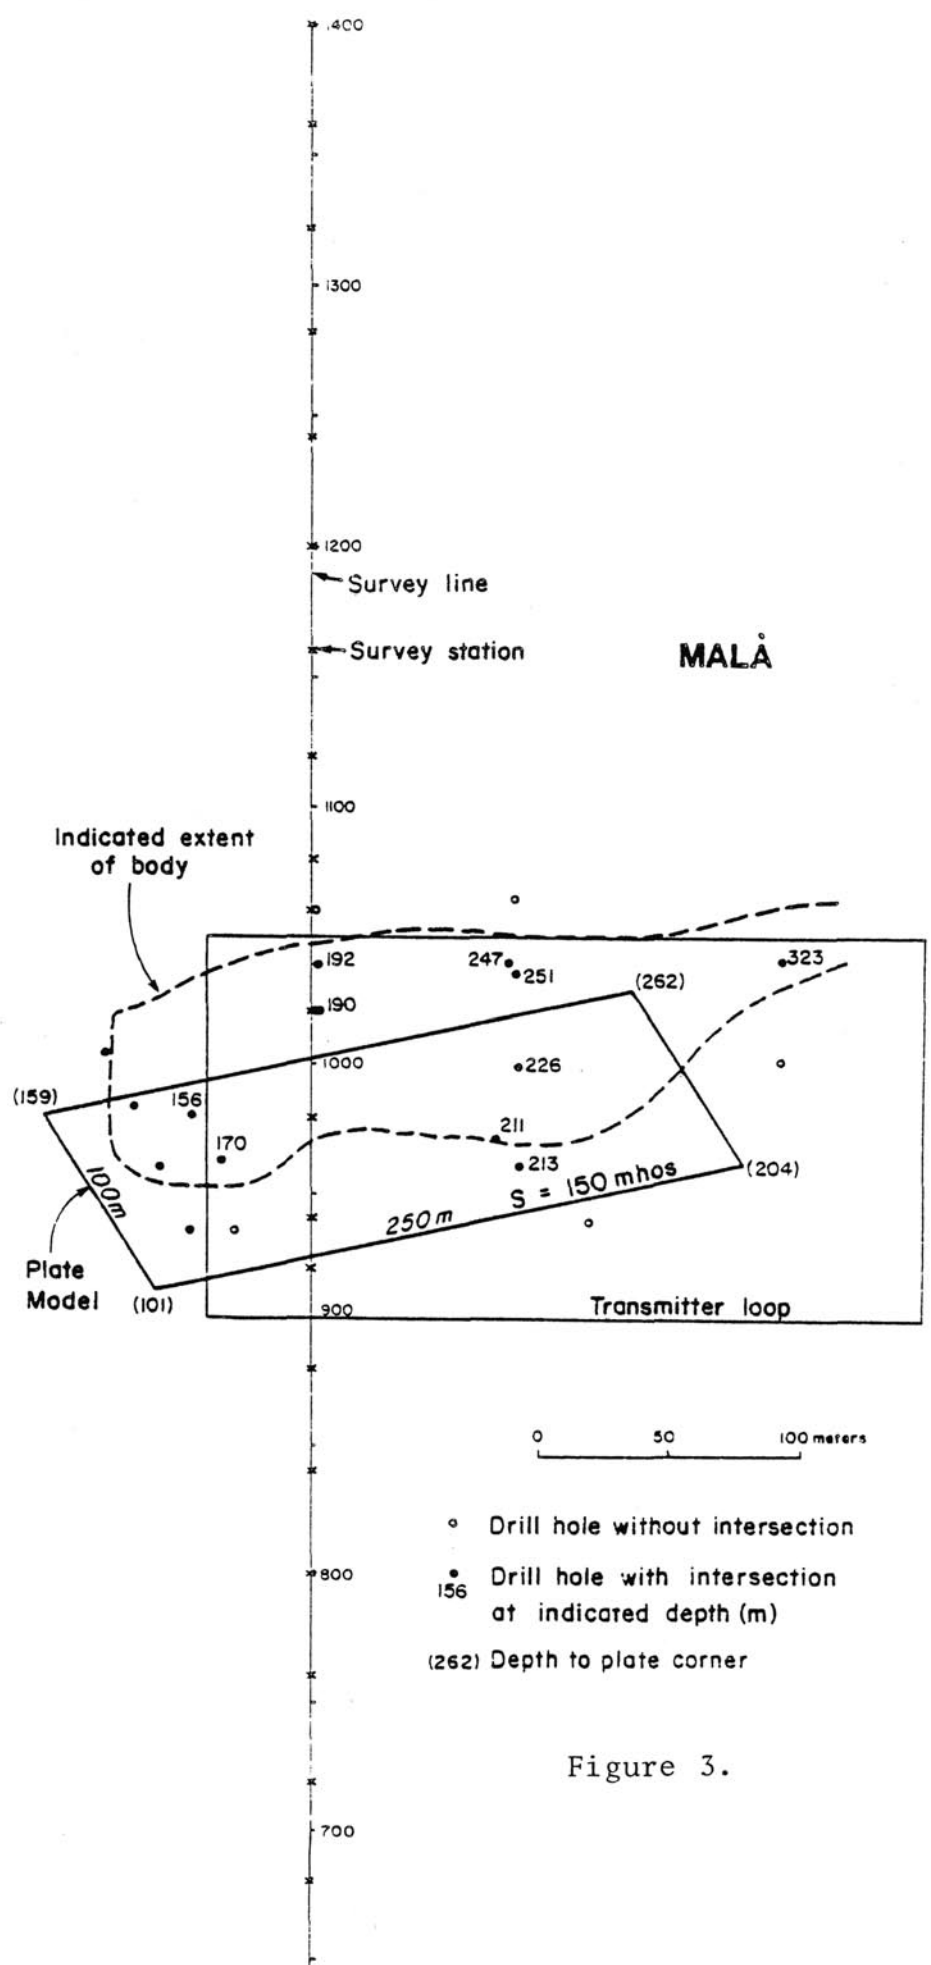 1400
1300
1200
Survey line
Survey station
MALÅ
1100
Indicated extent
of body
192
247
251
323
(262)
190
1000
226
(159)
156
211
170
213
(204)
100m
S = 150 mhos
250m
Plate
Model
(101)
900
Transmitter loop
0 50 100 meters
Drill hole without intersection
156 Drill hole with intersection
at indicated depth (m)
800
(262) Depth to plate corner
Figure 3.
700